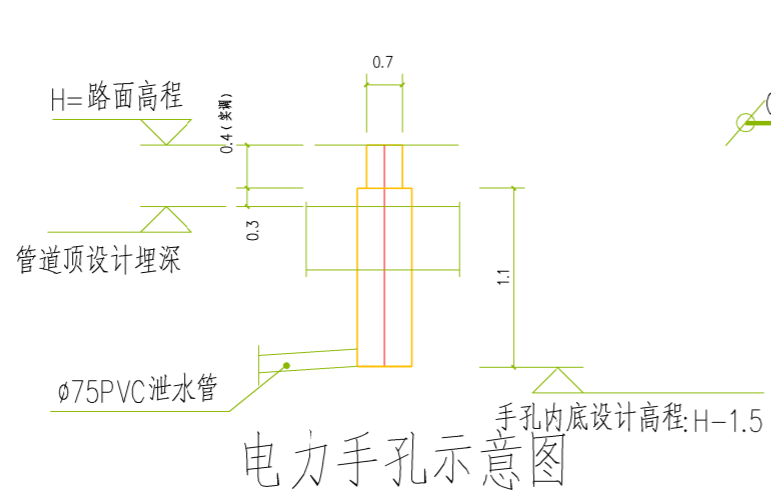 0.7
H=路面高程
0.4(实调)
0.3
管道顶设计埋深
1.1
ø75PVC泄水管
手孔内底设计高程:H-1.5
电力手孔示意图